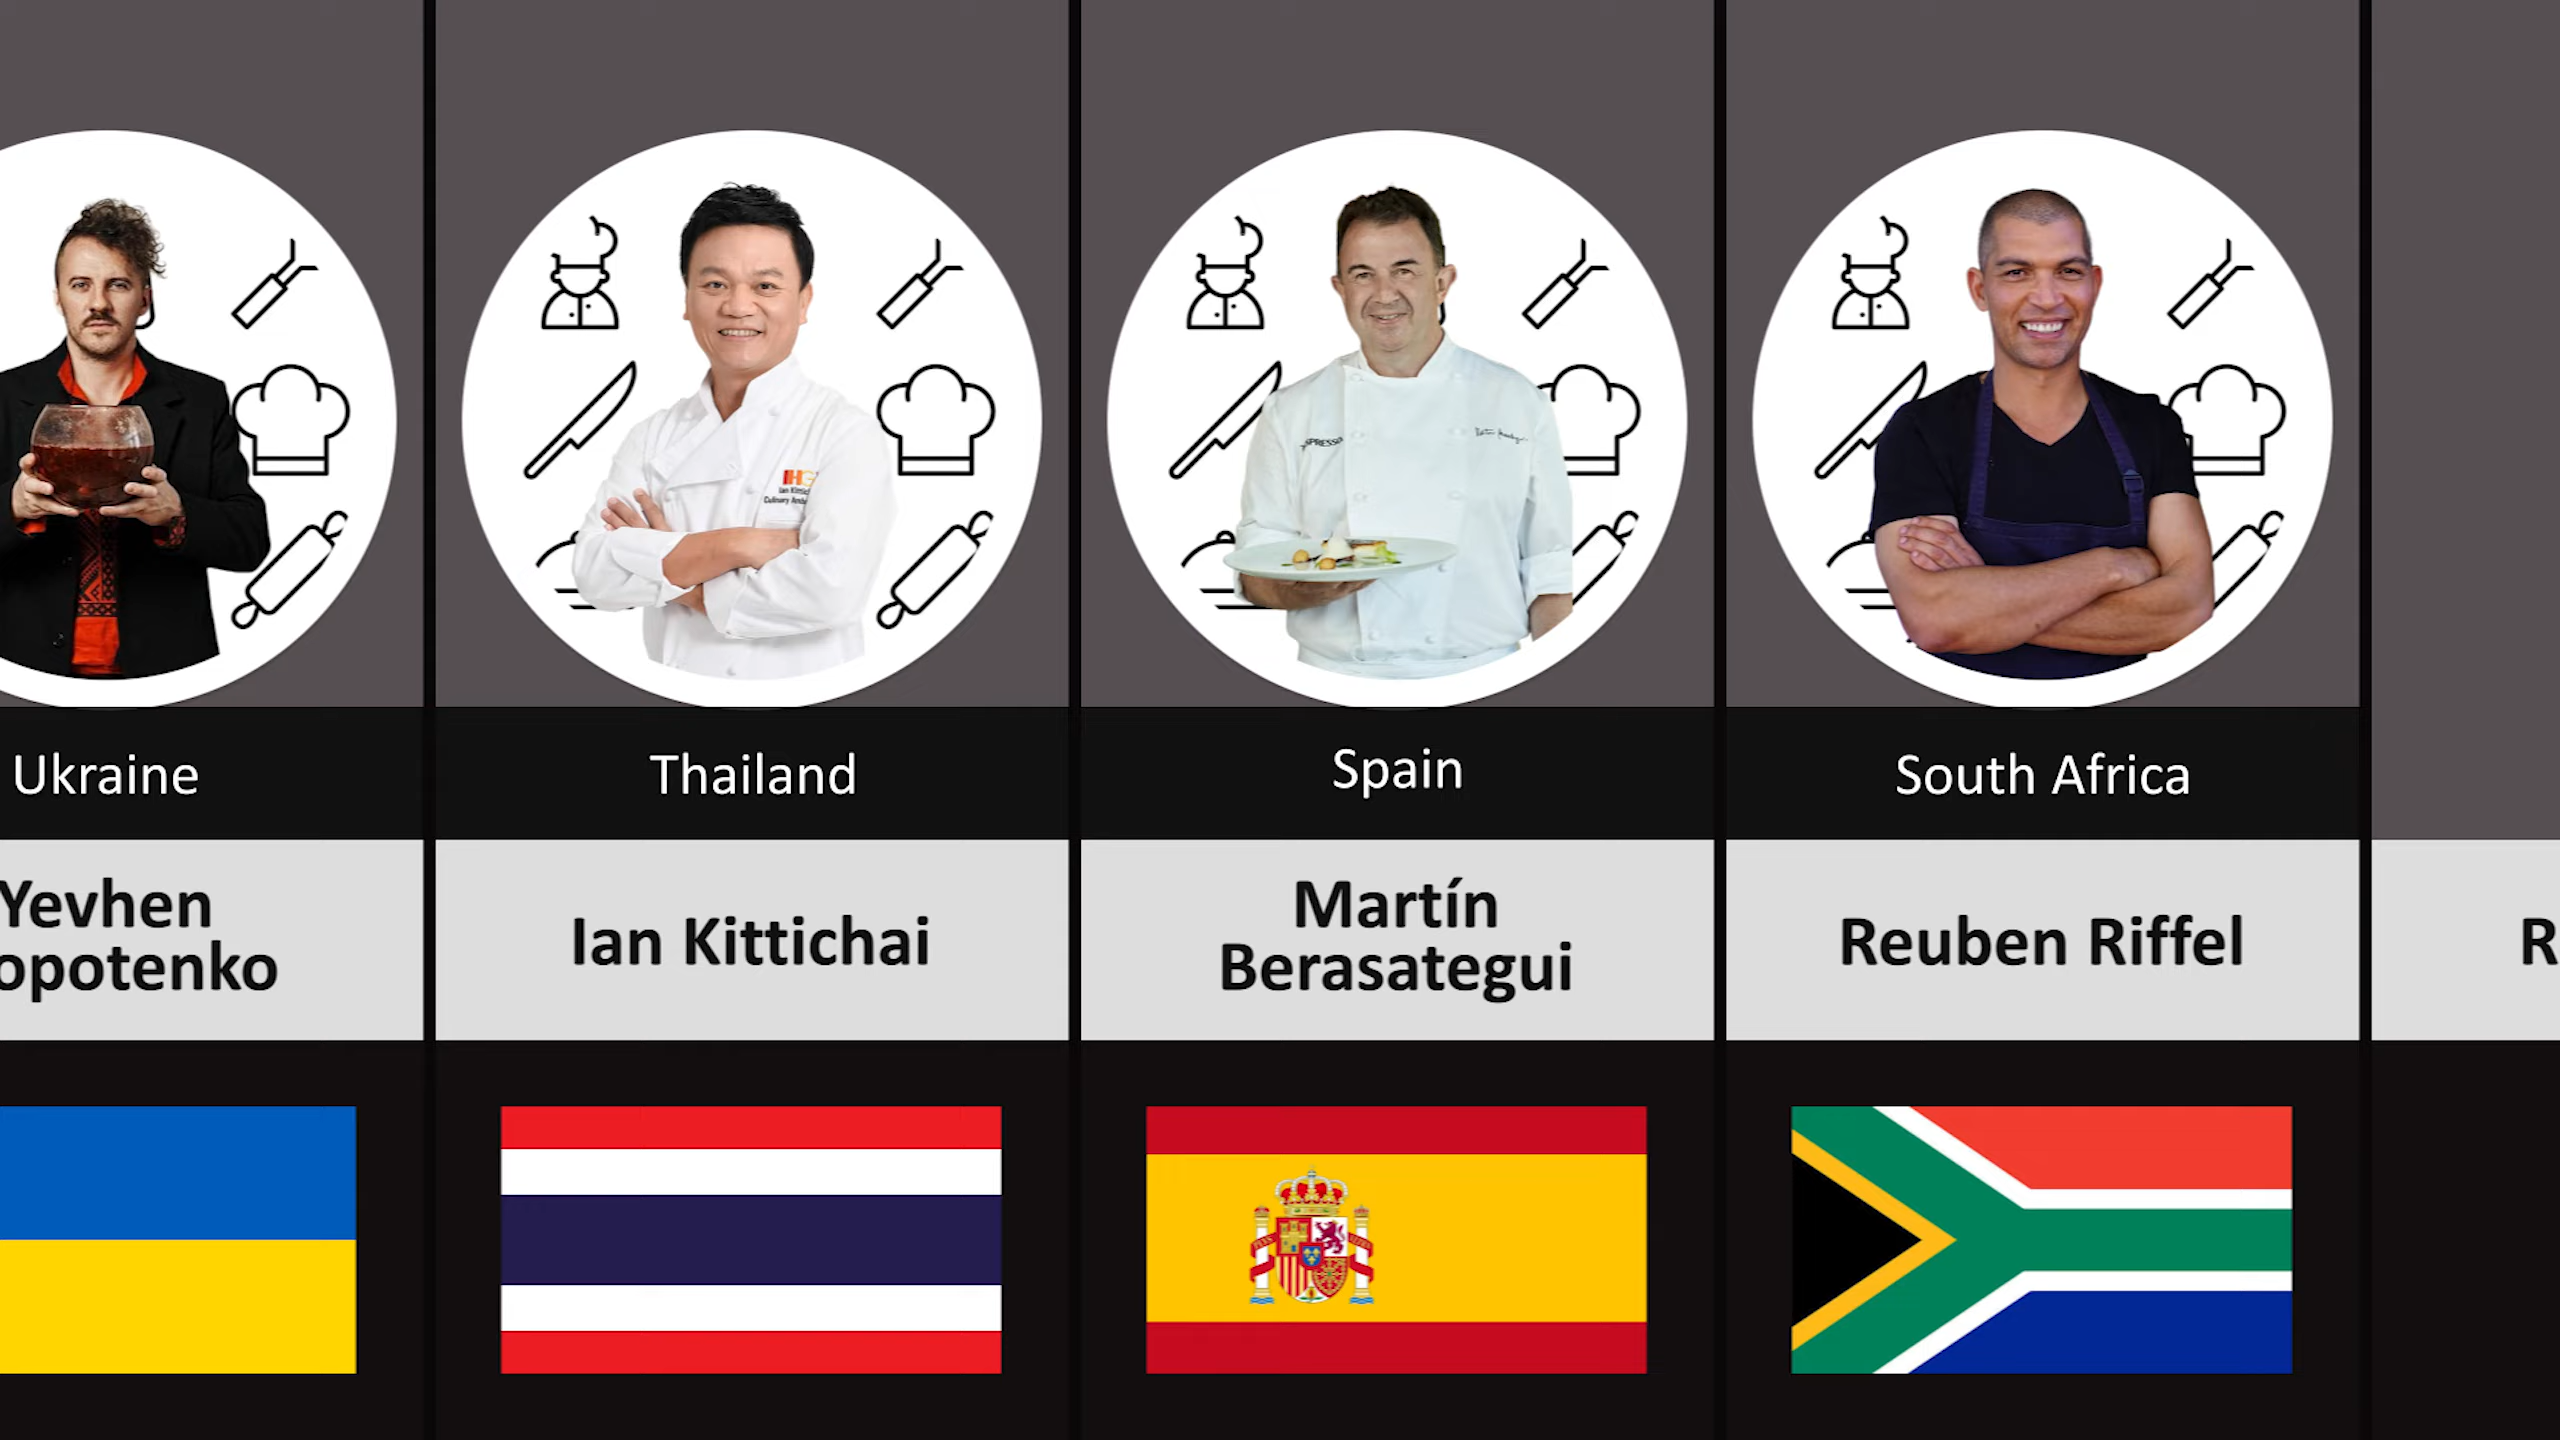 Ukraine
Yevhen
opotenko
Thailand
Ian Kittichai
Spain
Martín
Berasategui
South Africa
Reuben Riffel
R